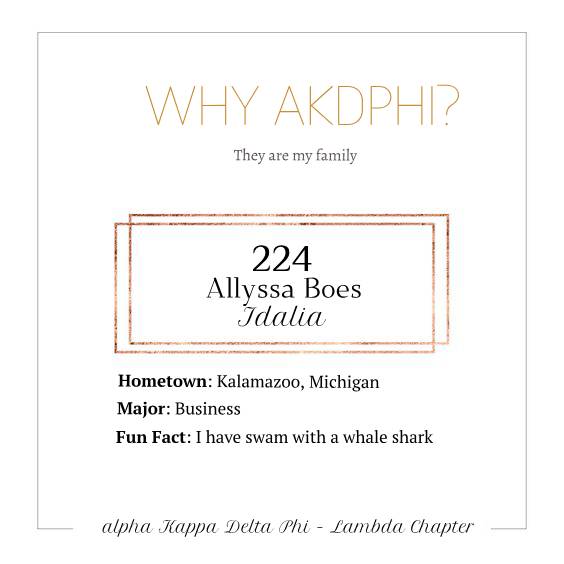 WHY AKDPHI?
They are my family
224
Allyssa Boes
Idalia
Hometown: Kalamazoo, Michigan
Major: Business
Fun Fact: I have swam with a whale shark
alpha Kappa Delta Phi - Lambda Chapter